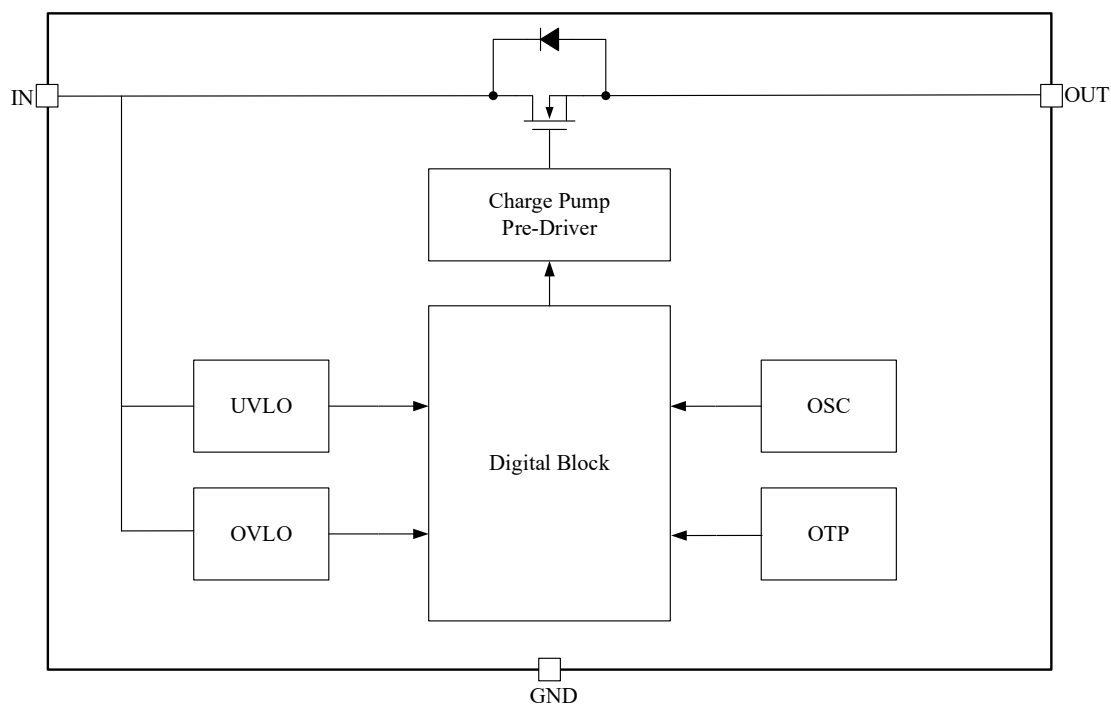 IN
OUT
Charge Pump
Pre-Driver
UVLO
OSC
Digital Block
OVLO
OTP
GND